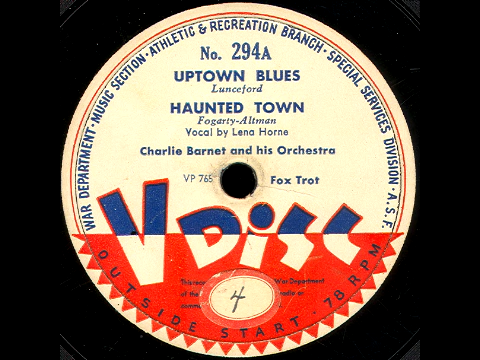 WAR DEPARTMENT · MUSIC SECTION · ATHLETIC & RECREATION BRANCH · SPECIAL SERVICES DIVISION · A.S.F.
No. 294A
UPTOWN BLUES
Lunceford
HAUNTED TOWN
Fogarty-Altman
Vocal by Lena Horne
Charlie Barnet and his Orchestra
VP 765
Fox Trot
V DISC
This
War Department
of the
radio or
4
OUTSIDE START · 78 RPM